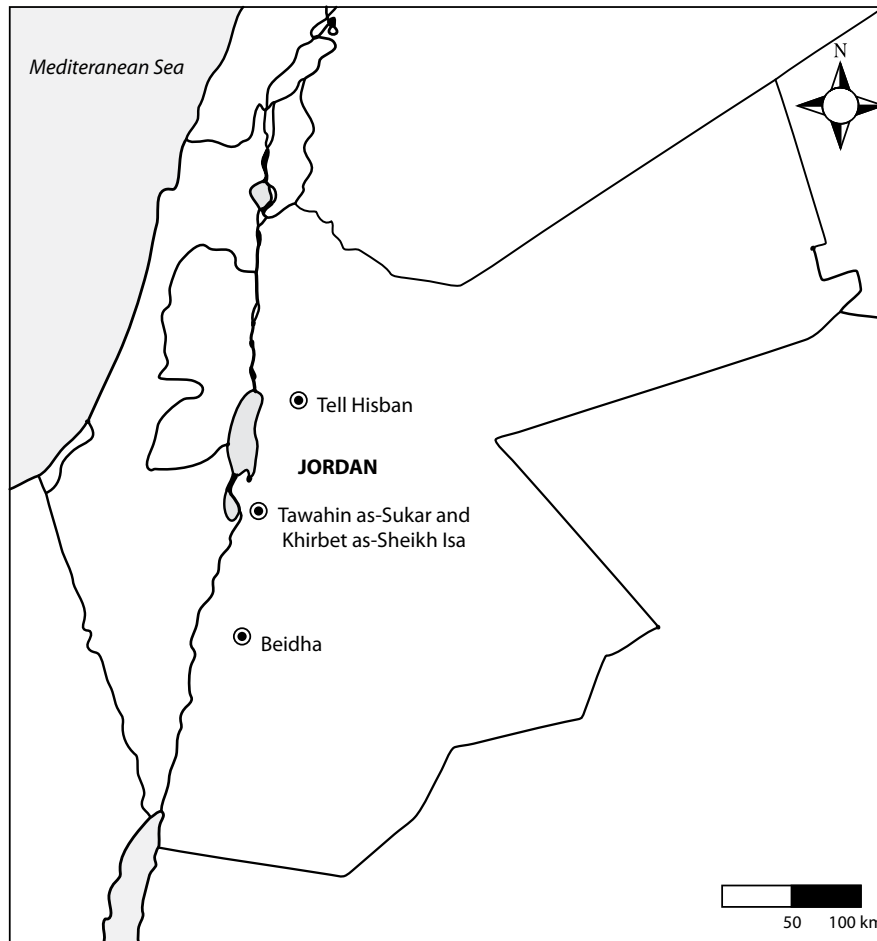 Mediteranean Sea
N
Tell Hisban
JORDAN
Tawahin as-Sukar and
Khirbet as-Sheikh Isa
Beidha
50 100 km